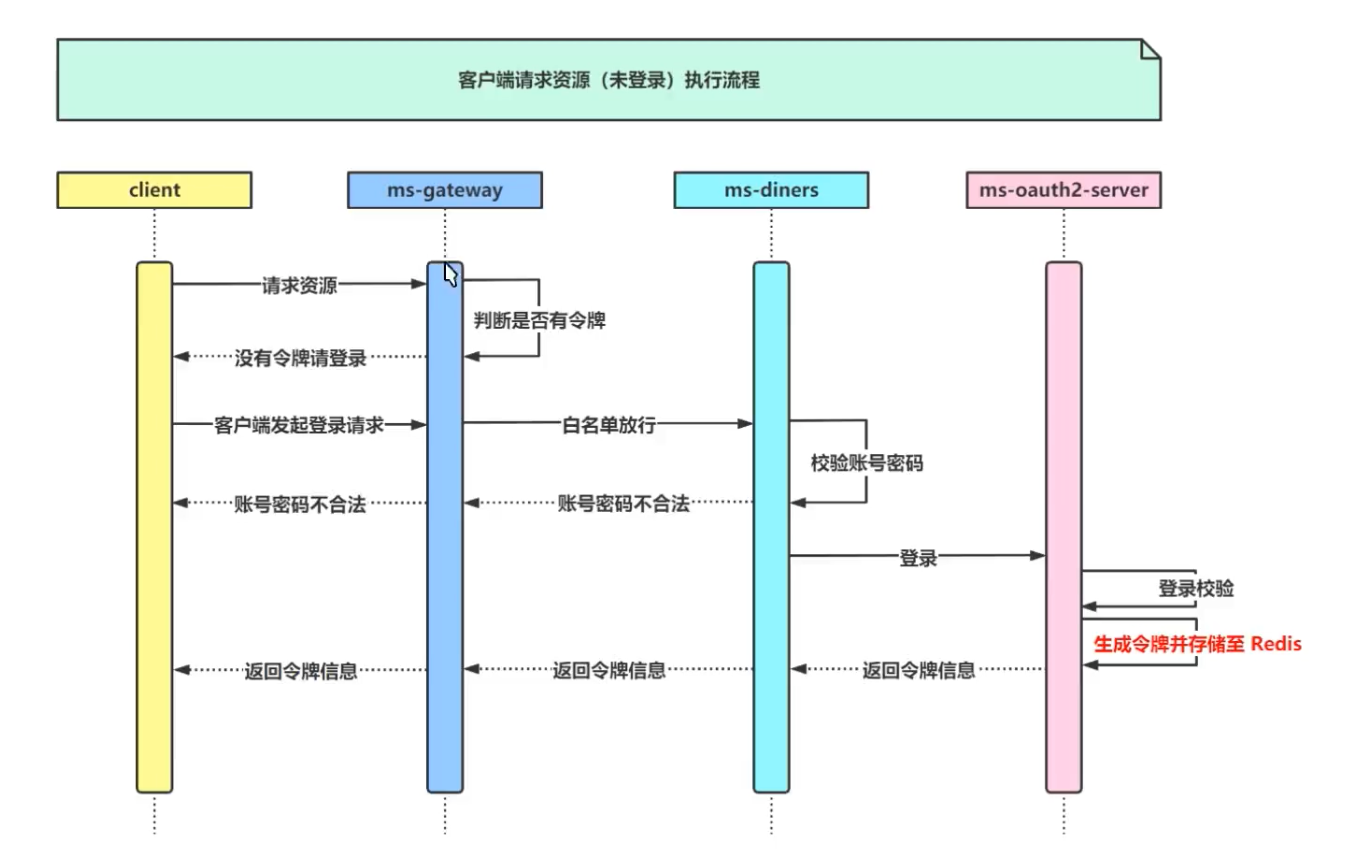 客户端请求资源（未登录）执行流程
client
ms-gateway
ms-diners
ms-oauth2-server
请求资源
判断是否有令牌
没有令牌请登录
客户端发起登录请求
白名单放行
校验账号密码
账号密码不合法
账号密码不合法
登录
登录校验
生成令牌并存储至 Redis
返回令牌信息
返回令牌信息
返回令牌信息